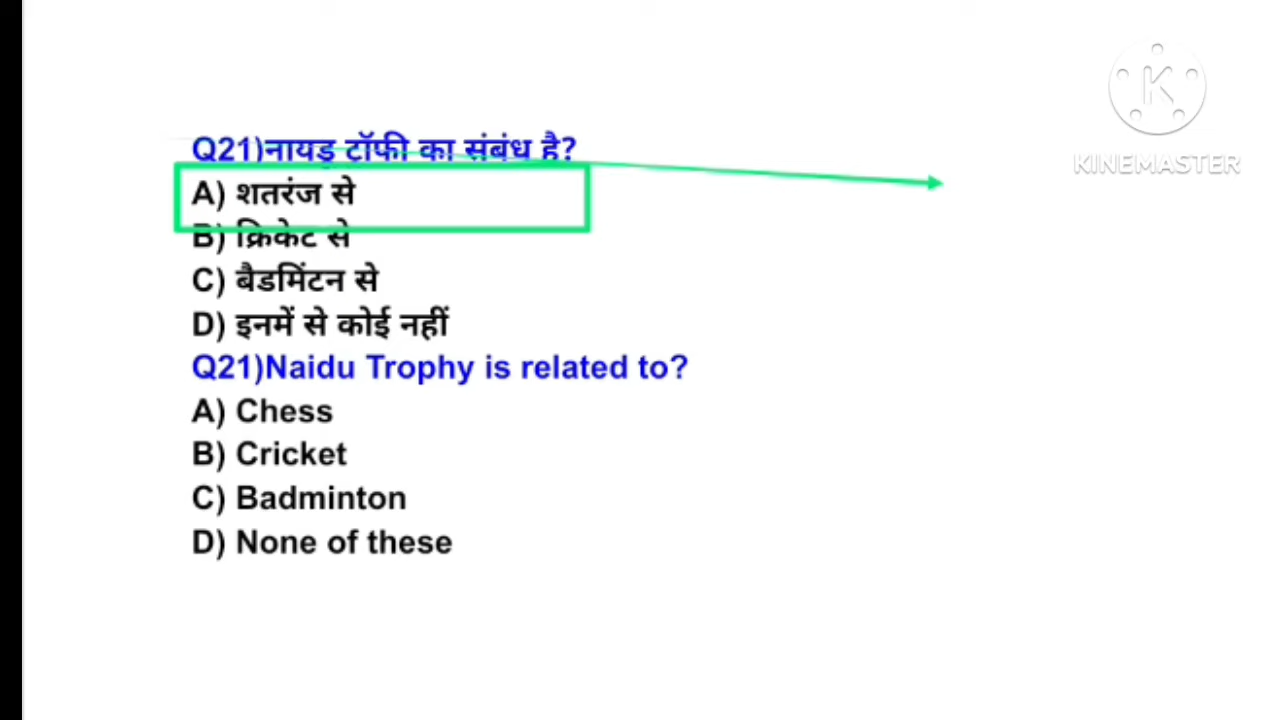 Q21)नायडू टॉफी का संबंध है?
A) शतरंज से
B) क्रिकेट से
C) बैडमिंटन से
D) इनमें से कोई नहीं
Q21)Naidu Trophy is related to?
A) Chess
B) Cricket
C) Badminton
D) None of these
K
KINEMASTER